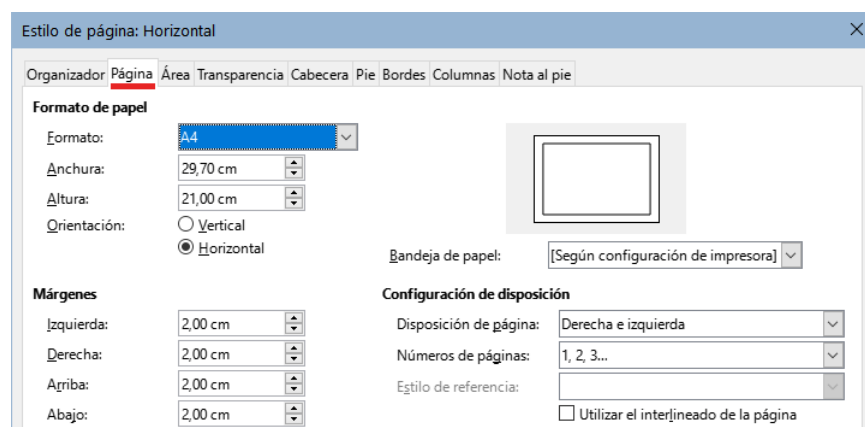 Estilo de página: Horizontal
Organizador Página Área Transparencia Cabecera Pie Bordes Columnas Nota al pie
Formato de papel
Formato: A4
Anchura: 29,70 cm
Altura: 21,00 cm
Orientación: Vertical
Horizontal
Bandeja de papel: [Según configuración de impresora]
Márgenes Configuración de disposición
Izquierda: 2,00 cm Disposición de página: Derecha e izquierda
Derecha: 2,00 cm Números de páginas: 1, 2, 3...
Arriba: 2,00 cm Estilo de referencia:
Abajo: 2,00 cm Utilizar el interlineado de la página